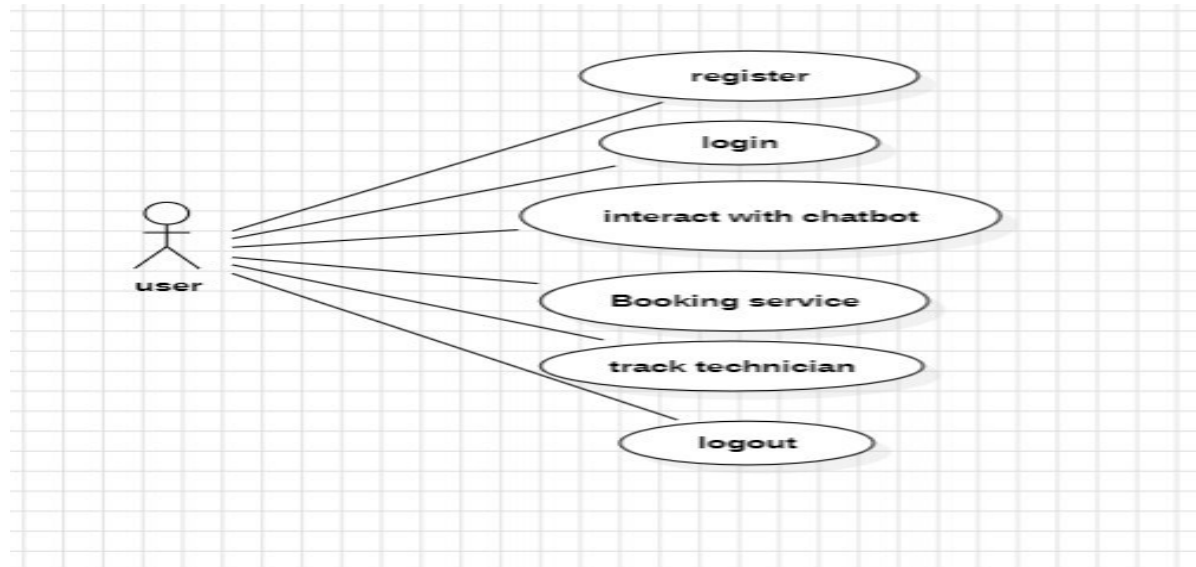 register
login
interact with chatbot
user
Booking service
track technician
logout